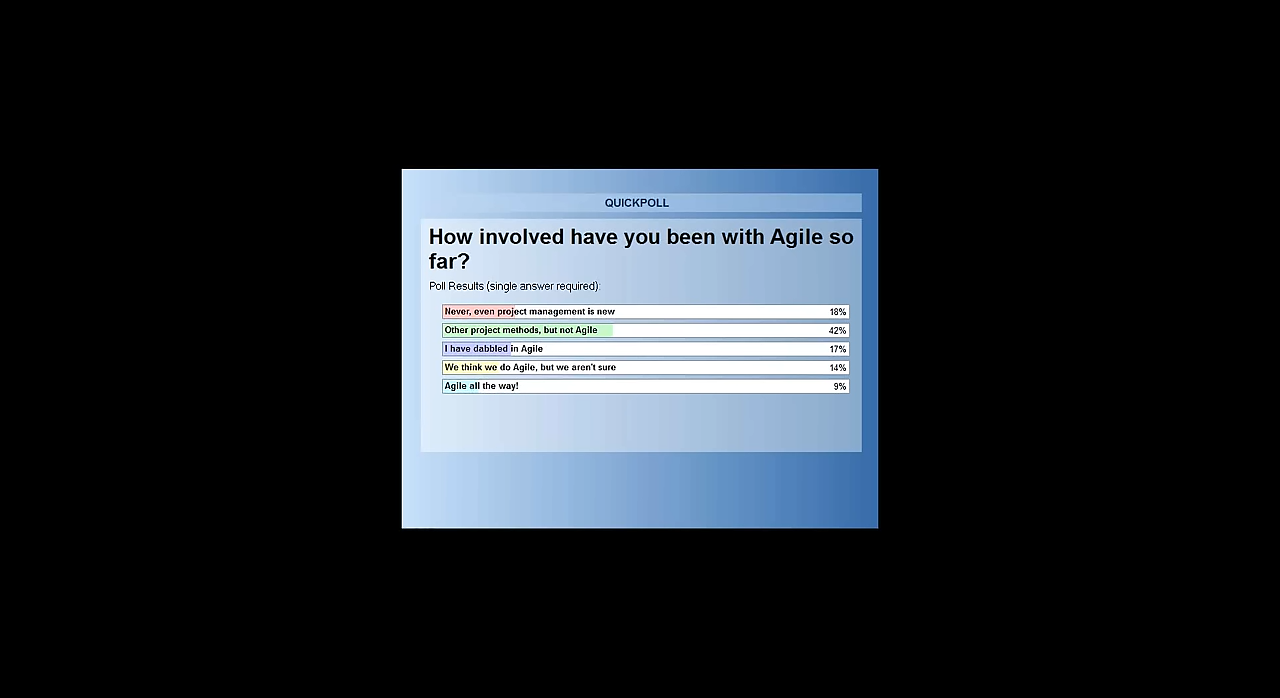 QUICKPOLL
How involved have you been with Agile so
far?
Poll Results (single answer required):
Never, even project management is new 18%
Other project methods, but not Agile 42%
I have dabbled in Agile 17%
We think we do Agile, but we aren't sure 14%
Agile all the way! 9%